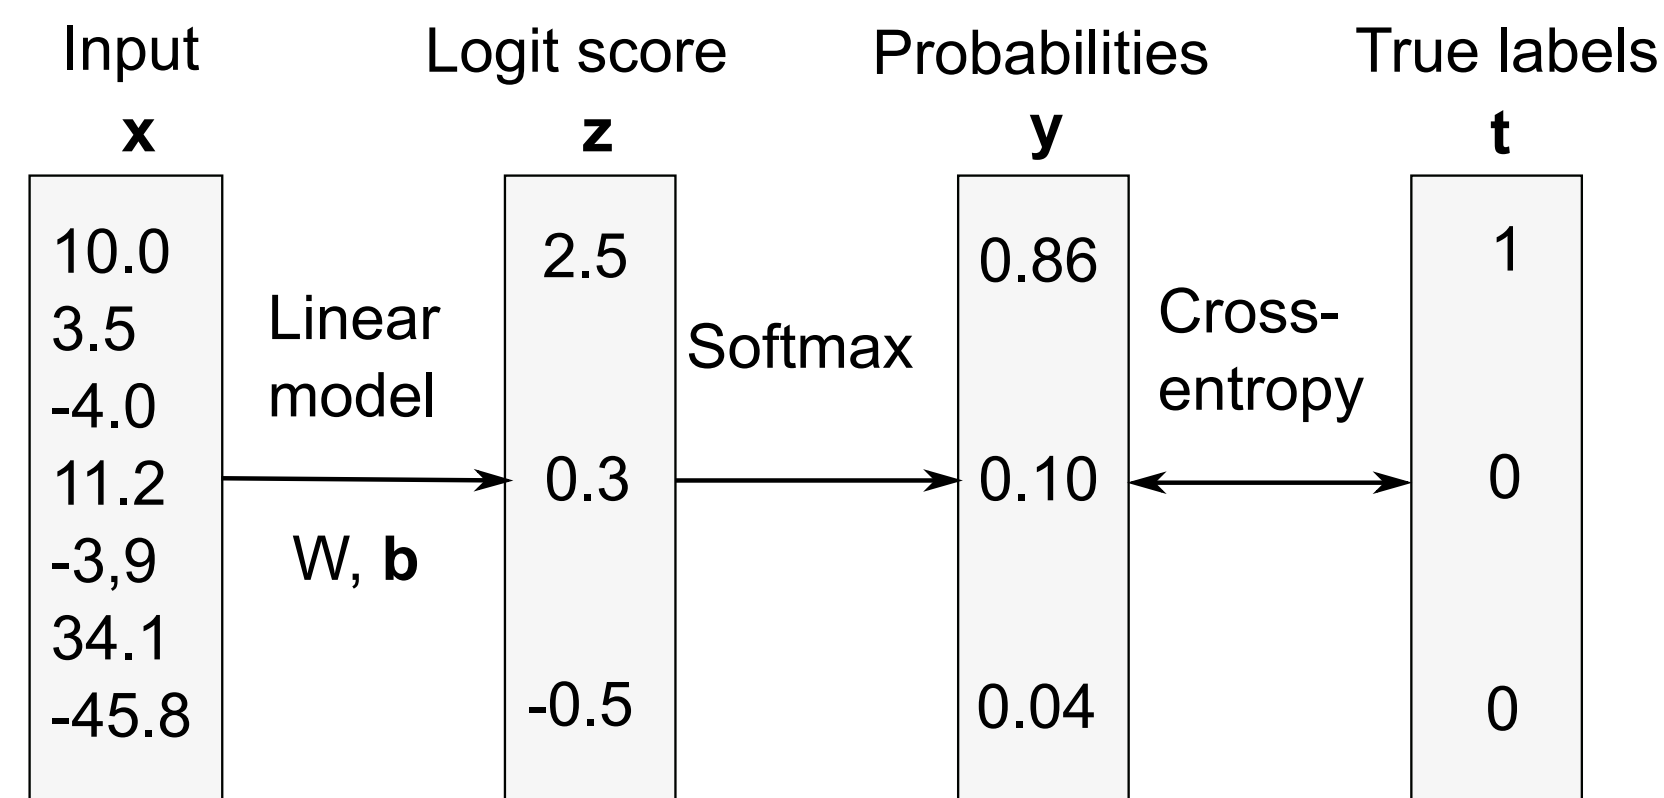 Input
x
10.0
3.5
-4.0
11.2
-3,9
34.1
-45.8
Linear
model
W, b
Logit score
z
2.5
0.3
-0.5
Softmax
Probabilities
y
0.86
0.10
0.04
Cross-
entropy
True labels
t
1
0
0